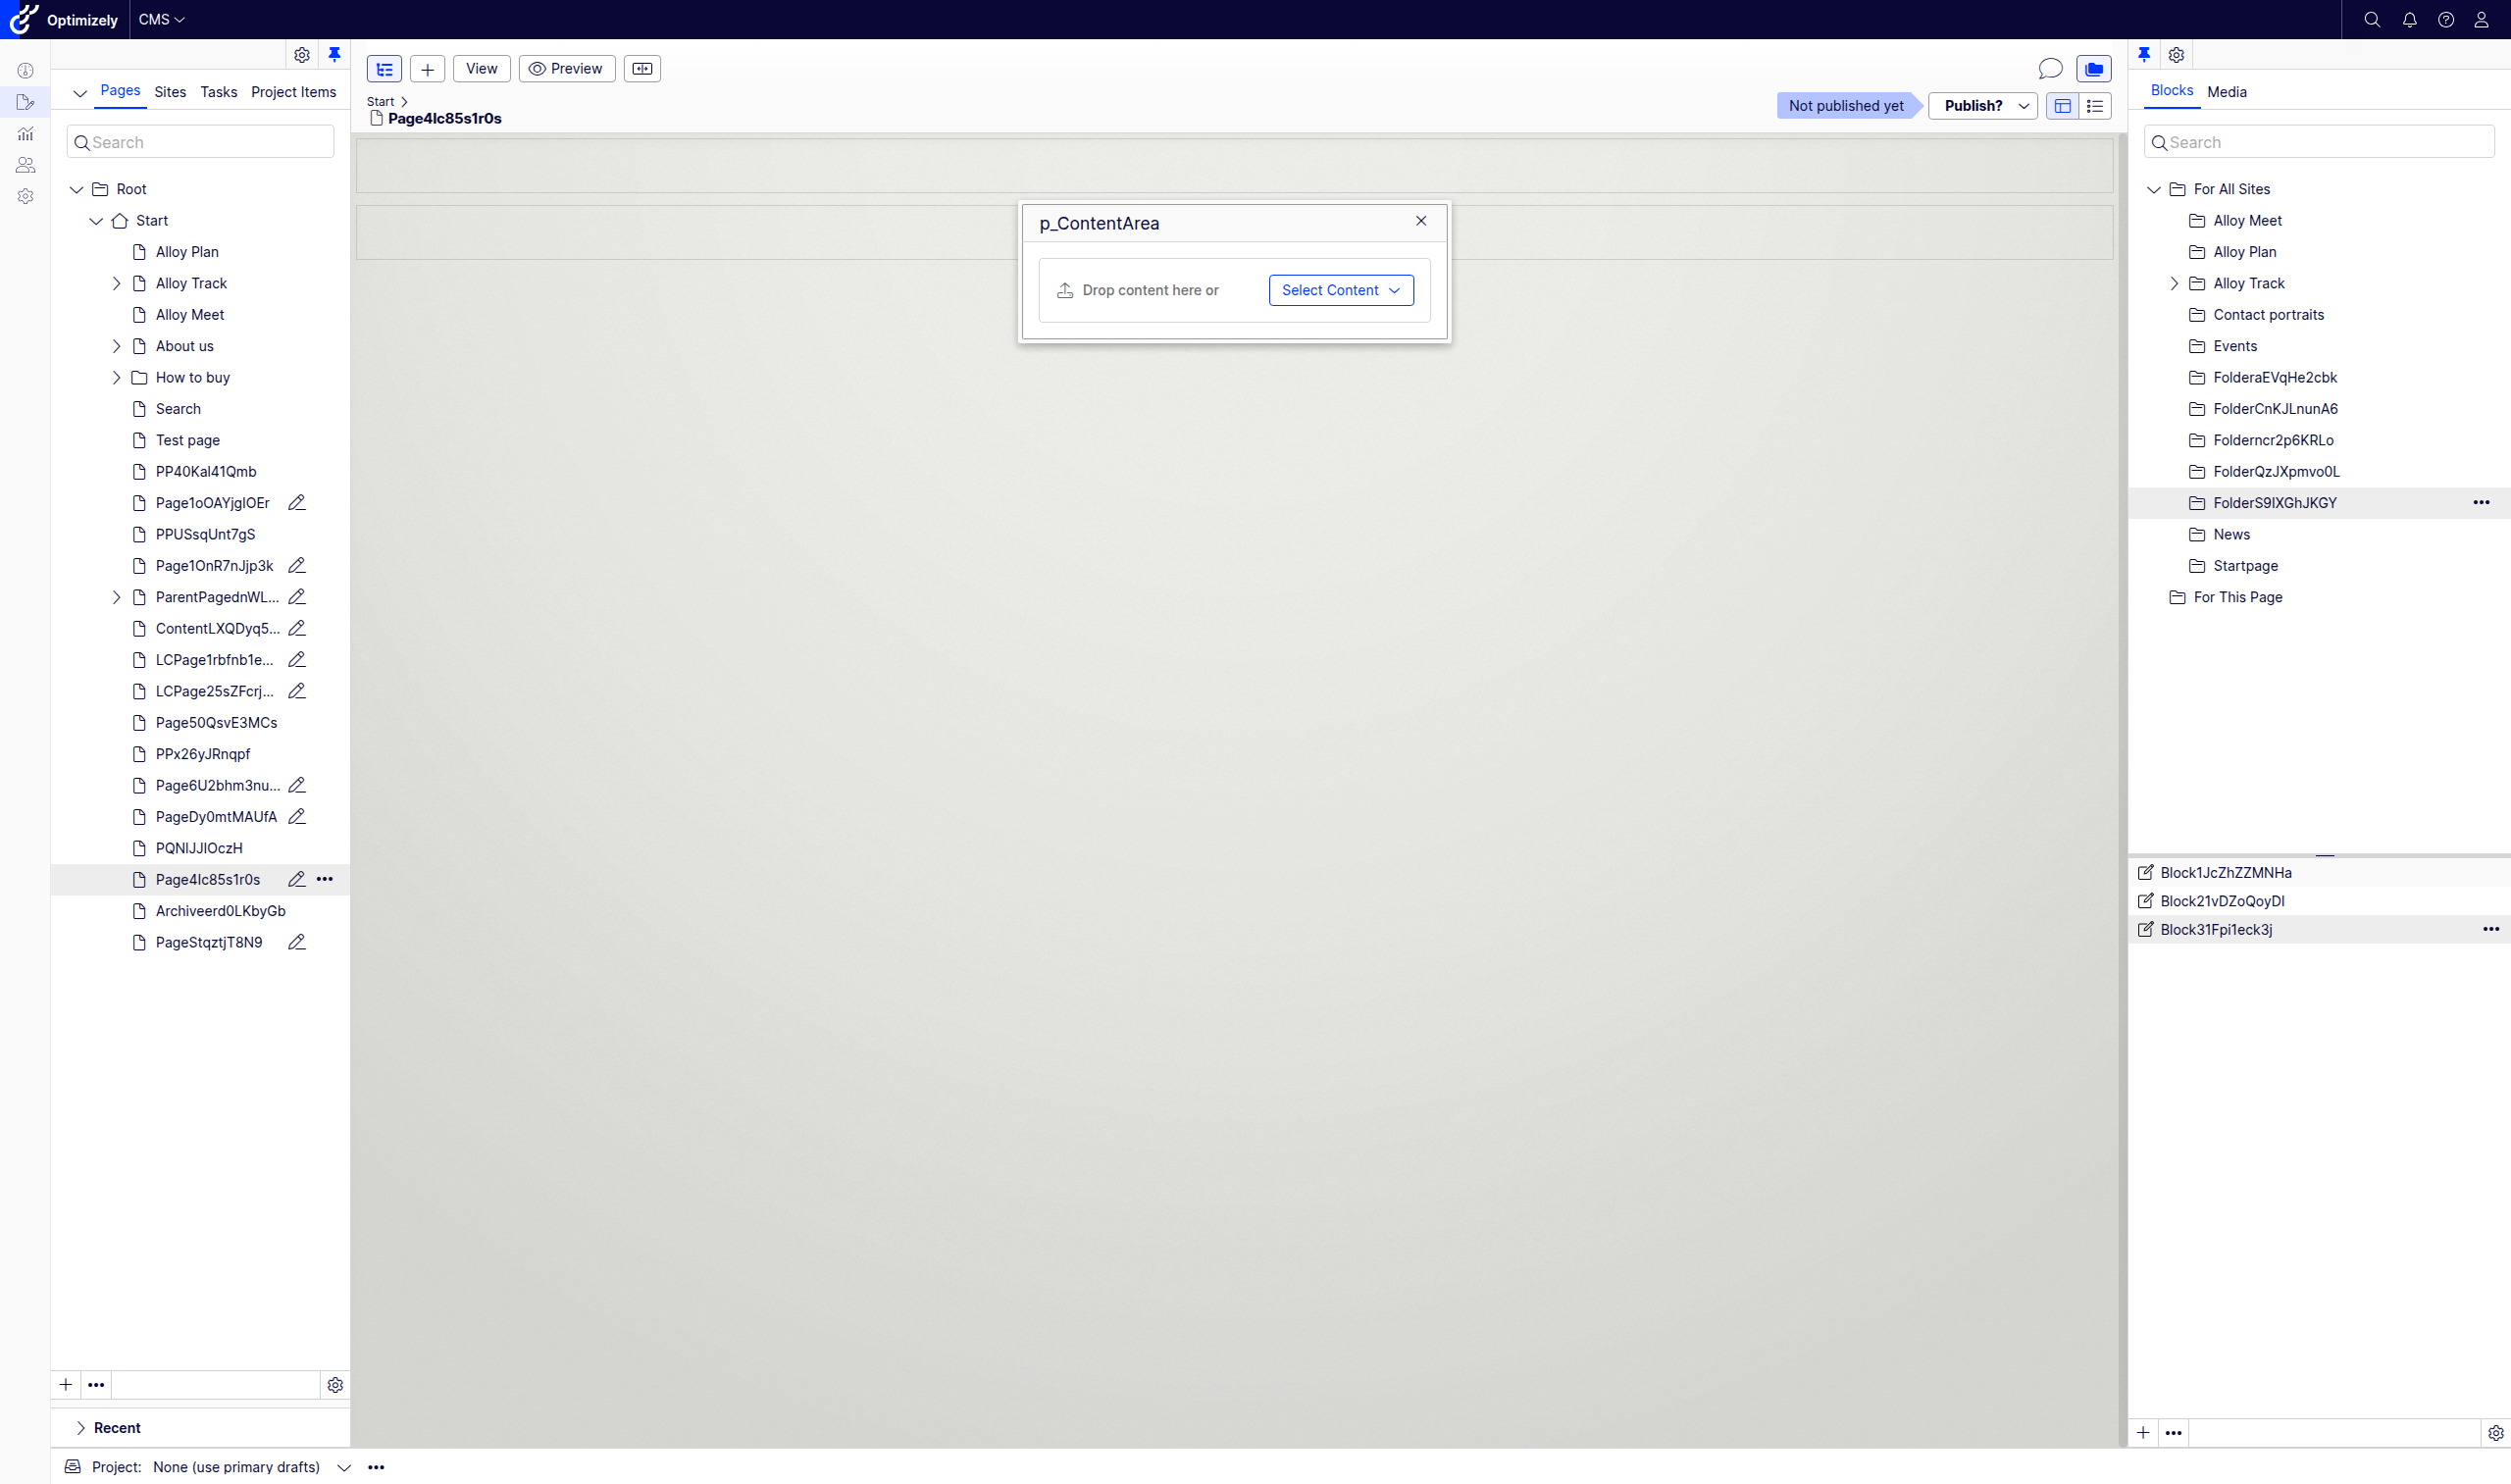 Optimizely CMS
Pages Sites Tasks Project Items
Search
Root
Start
Alloy Plan
Alloy Track
Alloy Meet
About us
How to buy
Search
Test page
PP40Kal41Qmb
Page1oOAYjgIOEr
PPUSsqUnt7gS
Page1OnR7nJjp3k
ParentPagednWL...
ContentLXQDyq5...
LCPage1rbfnb1e...
LCPage25sZFcrj...
Page50QsvE3MCs
PPx26yJRnqpf
Page6U2bhm3nu...
PageDy0mtMAUfA
PQNIJJIOczH
Page4lc85s1r0s
Archiveerd0LKbyGb
PageStqztjT8N9
Recent
Project: None (use primary drafts)
View Preview
Start
Page4lc85s1r0s
Not published yet Publish?
p_ContentArea
Drop content here or Select Content
Blocks Media
Search
For All Sites
Alloy Meet
Alloy Plan
Alloy Track
Contact portraits
Events
FolderaEVqHe2cbk
FolderCnKJLnunA6
Folderncr2p6KRLo
FolderQzJXpmvo0L
FolderS9IXGhJKGY
News
Startpage
For This Page
Block1JcZhZZMNHa
Block21vDZoQoyDI
Block31Fpi1eck3j